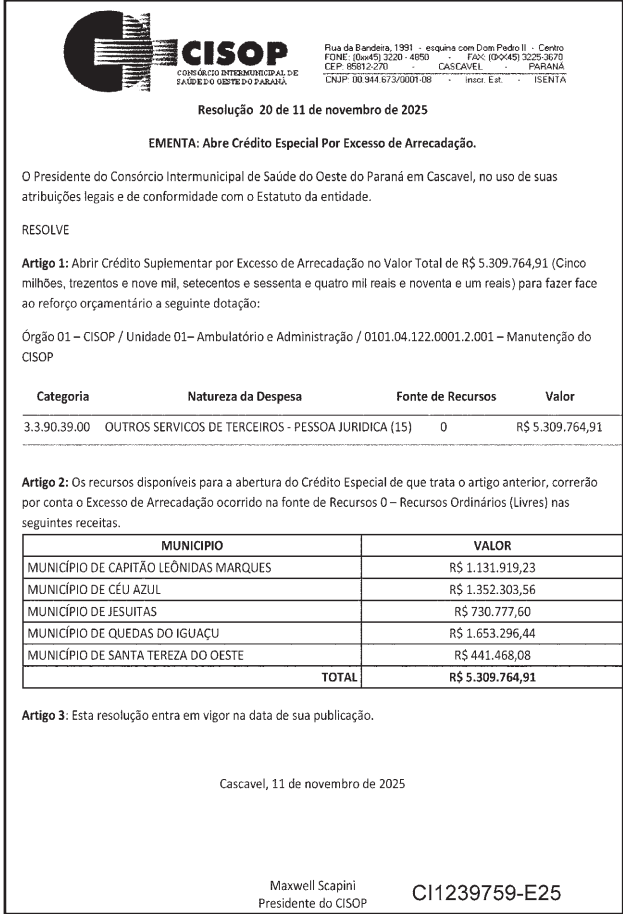 CISOP
CONSÓRCIO INTERMUNICIPAL DE
SAÚDE DO OESTE DO PARANÁ
Rua da Bandeira, 1991 - esquina com Dom Pedro II - Centro
FONE: (0xx45) 3220 - 4850 - FAX: (0XX45) 3225-3670
CEP: 85812-270 - CASCAVEL - PARANÁ
CNJP: 00.944.673/0001-08 - Inscr. Est. - ISENTA
Resolução 20 de 11 de novembro de 2025
EMENTA: Abre Crédito Especial Por Excesso de Arrecadação.
O Presidente do Consórcio Intermunicipal de Saúde do Oeste do Paraná em Cascavel, no uso de suas
atribuições legais e de conformidade com o Estatuto da entidade.
RESOLVE
Artigo 1: Abrir Crédito Suplementar por Excesso de Arrecadação no Valor Total de R$ 5.309.764,91 (Cinco
milhões, trezentos e nove mil, setecentos e sessenta e quatro mil reais e noventa e um reais) para fazer face
ao reforço orçamentário a seguinte dotação:
Órgão 01 – CISOP / Unidade 01– Ambulatório e Administração / 0101.04.122.0001.2.001 – Manutenção do
CISOP
Categoria Natureza da Despesa Fonte de Recursos Valor
3.3.90.39.00 OUTROS SERVICOS DE TERCEIROS - PESSOA JURIDICA (15) 0 R$ 5.309.764,91
Artigo 2: Os recursos disponíveis para a abertura do Crédito Especial de que trata o artigo anterior, correrão
por conta o Excesso de Arrecadação ocorrido na fonte de Recursos 0 – Recursos Ordinários (Livres) nas
seguintes receitas.
MUNICIPIO VALOR
MUNICÍPIO DE CAPITÃO LEÔNIDAS MARQUES R$ 1.131.919,23
MUNICÍPIO DE CÉU AZUL R$ 1.352.303,56
MUNICÍPIO DE JESUITAS R$ 730.777,60
MUNICÍPIO DE QUEDAS DO IGUAÇU R$ 1.653.296,44
MUNICÍPIO DE SANTA TEREZA DO OESTE R$ 441.468,08
TOTAL R$ 5.309.764,91
Artigo 3: Esta resolução entra em vigor na data de sua publicação.
Cascavel, 11 de novembro de 2025
Maxwell Scapini
Presidente do CISOP
CI1239759-E25